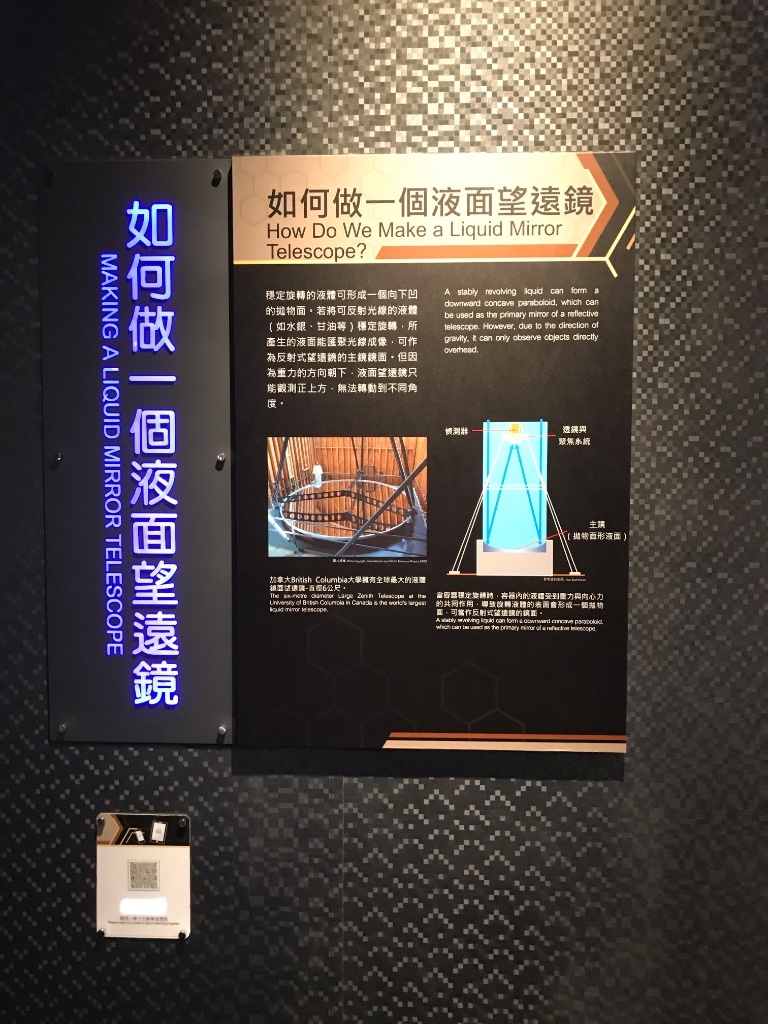 如何做一個液面望遠鏡
MAKING A LIQUID MIRROR TELESCOPE
如何做一個液面望遠鏡
How Do We Make a Liquid Mirror
Telescope?
穩定旋轉的液體可形成一個向下凹
的拋物面。若將可反射光線的液體
（如水銀、甘油等）穩定旋轉，所
產生的液面能匯聚光線成像，可作
為反射式望遠鏡的主鏡鏡面。但因
為重力的方向朝下，液面望遠鏡只
能觀測正上方，無法轉動到不同角
度。
A stably revolving liquid can form a
downward concave paraboloid, which can
be used as the primary mirror of a reflective
telescope. However, due to the direction of
gravity, it can only observe objects directly
overhead.
偵測器
透鏡與
聚焦系統
主鏡
（拋物面形液面）
加拿大British Columbia大學擁有全球最大的液體
鏡面望遠鏡-直徑6公尺。
The six-metre diameter Large Zenith Telescope at the
University of British Columbia in Canada is the world's largest
liquid mirror telescope.
當容器穩定旋轉時，容器內的液體受到重力與向心力
的共同作用，導致旋轉液體的表面會形成一個拋物
面，可當作反射式望遠鏡的鏡面。
A stably revolving liquid can form a downward concave paraboloid,
which can be used as the primary mirror of a reflective telescope.